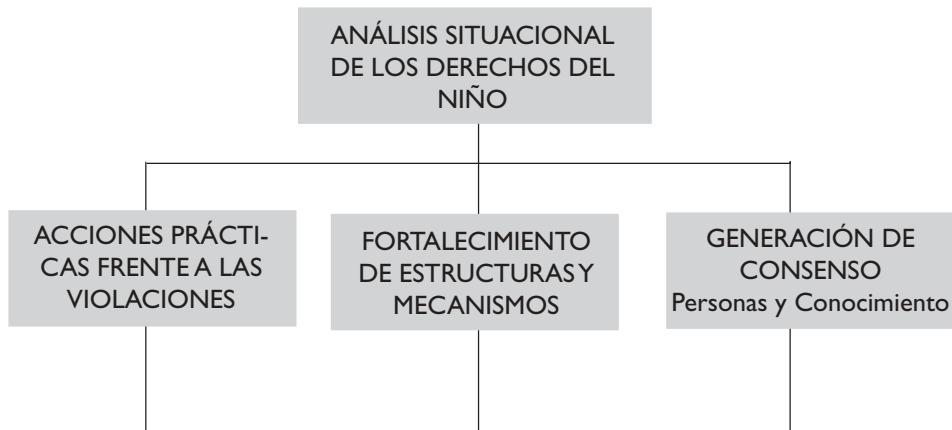 ANÁLISIS SITUACIONAL
DE LOS DERECHOS DEL
NIÑO
ACCIONES PRÁCTI-
CAS FRENTE A LAS
VIOLACIONES
FORTALECIMIENTO
DE ESTRUCTURAS Y
MECANISMOS
GENERACIÓN DE
CONSENSO
Personas y Conocimiento